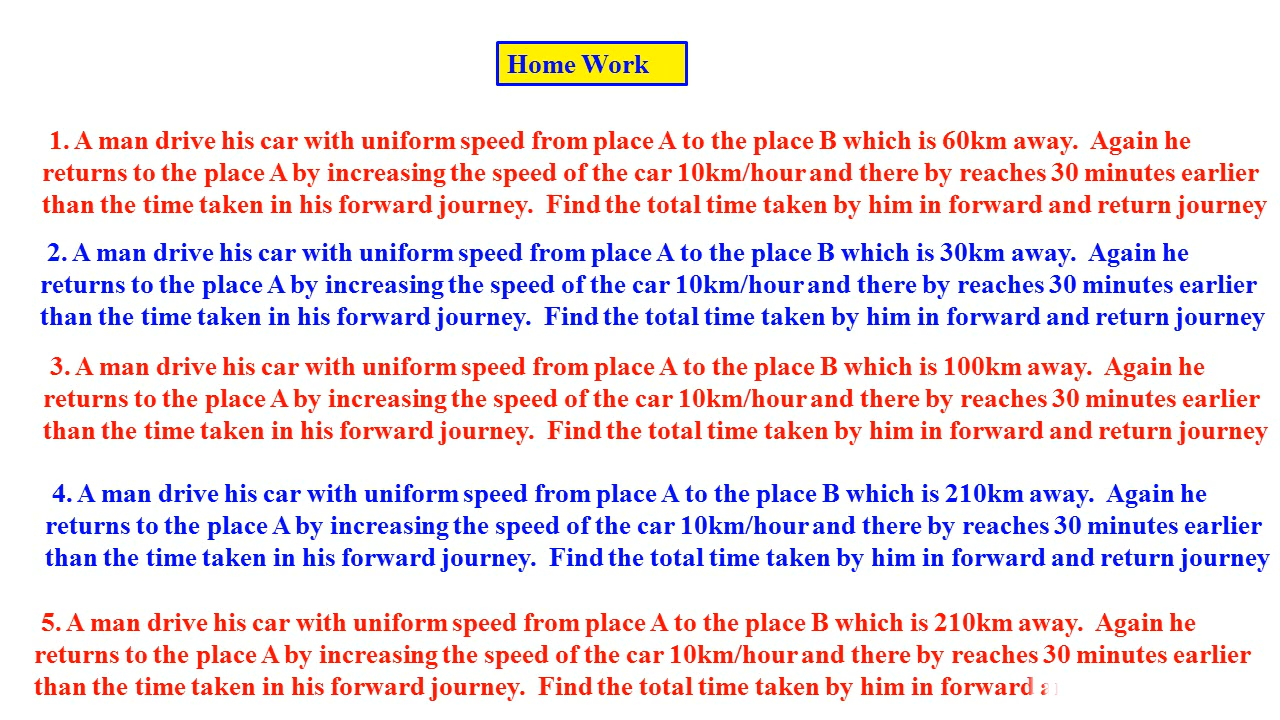 Home Work
1. A man drive his car with uniform speed from place A to the place B which is 60km away. Again he
returns to the place A by increasing the speed of the car 10km/hour and there by reaches 30 minutes earlier
than the time taken in his forward journey. Find the total time taken by him in forward and return journey
2. A man drive his car with uniform speed from place A to the place B which is 30km away. Again he
returns to the place A by increasing the speed of the car 10km/hour and there by reaches 30 minutes earlier
than the time taken in his forward journey. Find the total time taken by him in forward and return journey
3. A man drive his car with uniform speed from place A to the place B which is 100km away. Again he
returns to the place A by increasing the speed of the car 10km/hour and there by reaches 30 minutes earlier
than the time taken in his forward journey. Find the total time taken by him in forward and return journey
4. A man drive his car with uniform speed from place A to the place B which is 210km away. Again he
returns to the place A by increasing the speed of the car 10km/hour and there by reaches 30 minutes earlier
than the time taken in his forward journey. Find the total time taken by him in forward and return journey
5. A man drive his car with uniform speed from place A to the place B which is 210km away. Again he
returns to the place A by increasing the speed of the car 10km/hour and there by reaches 30 minutes earlier
than the time taken in his forward journey. Find the total time taken by him in forward